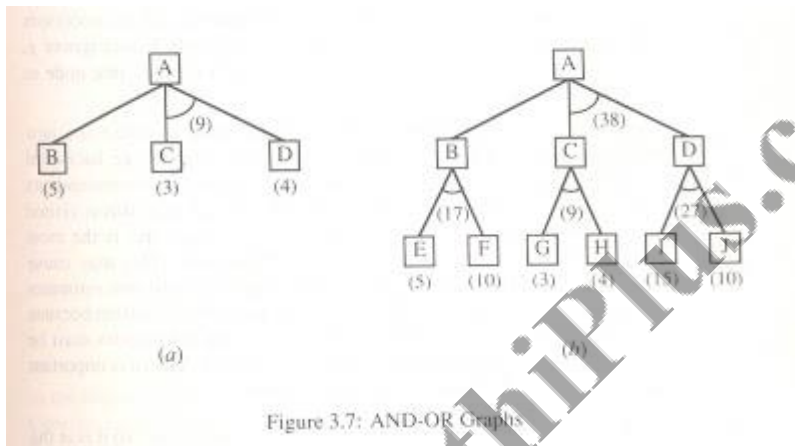 A
(9)
B C D
(5) (3) (4)
(a)
A
(38)
B C D
(17) (9) (27)
E F G H I J
(5) (10) (3) (4) (15) (10)
(b)
Figure 3.7: AND-OR Graphs